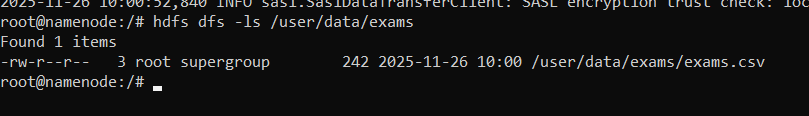 2025-11-26 10:00:52,840 INFO sasl.SaslDataTransferClient: SASL encryption trust check: loc
root@namenode:/# hdfs dfs -ls /user/data/exams
Found 1 items
-rw-r--r--   3 root supergroup        242 2025-11-26 10:00 /user/data/exams/exams.csv
root@namenode:/#